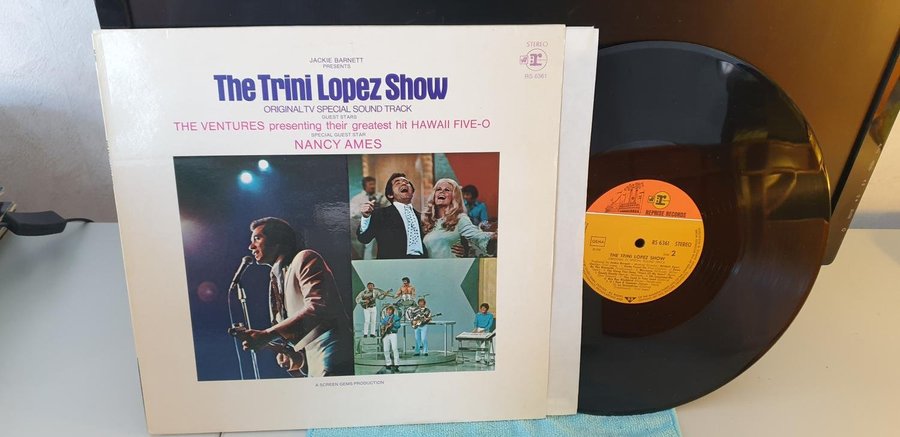 JACKIE BARNETT
PRESENTS
The Trini Lopez Show
ORIGINAL TV SPECIAL SOUND TRACK
GUEST STARS
THE VENTURES presenting their greatest hit HAWAII FIVE-O
SPECIAL GUEST STAR
NANCY AMES
STEREO
r
RS 6361
A SCREEN GEMS PRODUCTION
r
REPRISE RECORDS
RS 6361 STEREO
GEMA
2
THE TRINI LOPEZ SHOW